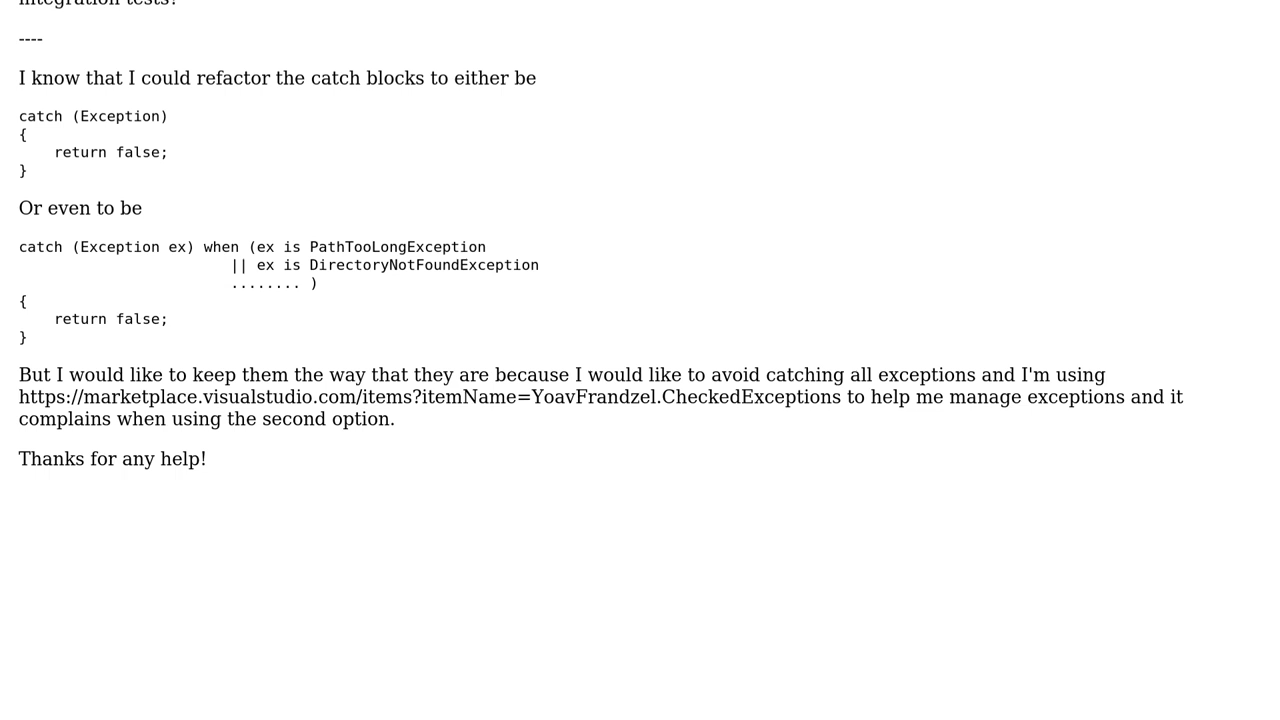 integration tests?
----
I know that I could refactor the catch blocks to either be
catch (Exception)
{
    return false;
}
Or even to be
catch (Exception ex) when (ex is PathTooLongException
                        || ex is DirectoryNotFoundException
                        ........ )
{
    return false;
}
But I would like to keep them the way that they are because I would like to avoid catching all exceptions and I'm using
https://marketplace.visualstudio.com/items?itemName=YoavFrandzel.CheckedExceptions to help me manage exceptions and it
complains when using the second option.
Thanks for any help!